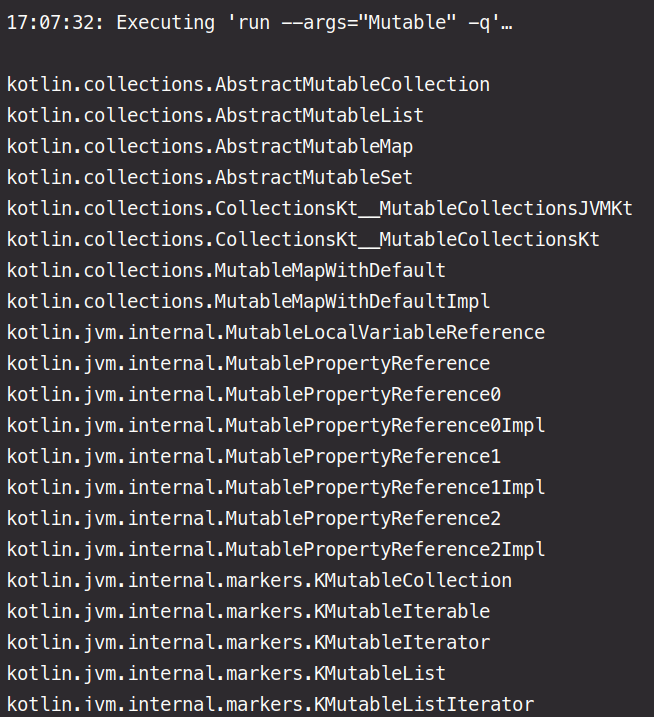 17:07:32: Executing 'run --args="Mutable" -q'…
kotlin.collections.AbstractMutableCollection
kotlin.collections.AbstractMutableList
kotlin.collections.AbstractMutableMap
kotlin.collections.AbstractMutableSet
kotlin.collections.CollectionsKt__MutableCollectionsJVMKt
kotlin.collections.CollectionsKt__MutableCollectionsKt
kotlin.collections.MutableMapWithDefault
kotlin.collections.MutableMapWithDefaultImpl
kotlin.jvm.internal.MutableLocalVariableReference
kotlin.jvm.internal.MutablePropertyReference
kotlin.jvm.internal.MutablePropertyReference0
kotlin.jvm.internal.MutablePropertyReference0Impl
kotlin.jvm.internal.MutablePropertyReference1
kotlin.jvm.internal.MutablePropertyReference1Impl
kotlin.jvm.internal.MutablePropertyReference2
kotlin.jvm.internal.MutablePropertyReference2Impl
kotlin.jvm.internal.markers.KMutableCollection
kotlin.jvm.internal.markers.KMutableIterable
kotlin.jvm.internal.markers.KMutableIterator
kotlin.jvm.internal.markers.KMutableList
kotlin.jvm.internal.markers.KMutableListIterator